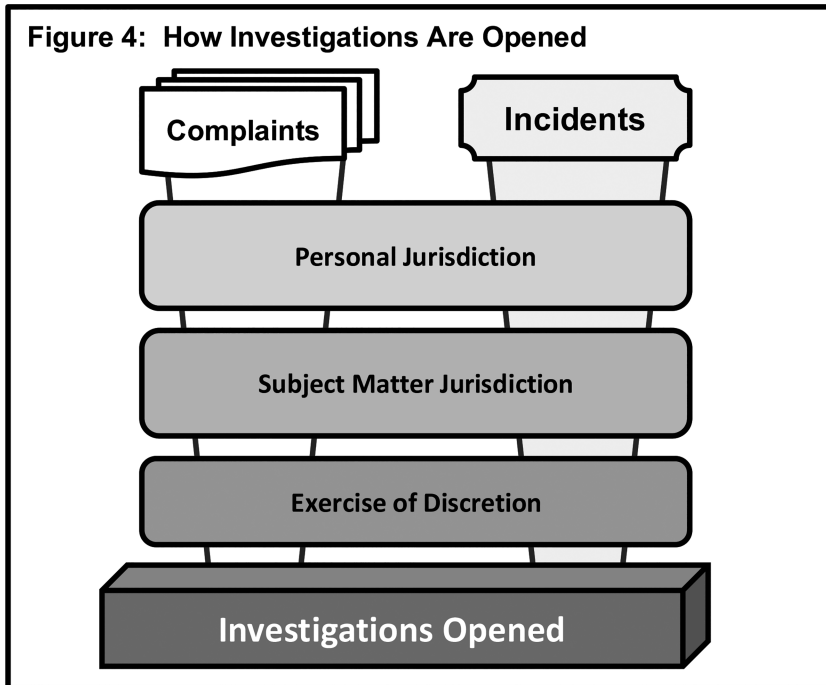 Figure 4: How Investigations Are Opened
Complaints
Incidents
Personal Jurisdiction
Subject Matter Jurisdiction
Exercise of Discretion
Investigations Opened